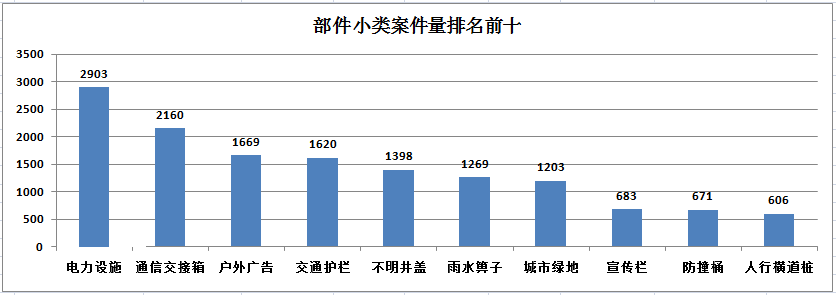 部件小类案件量排名前十
3500
3000
2500
2000
1500
1000
500
0
2903
2160
1669
1620
1398
1269
1203
683
671
606
电力设施
通信交接箱
户外广告
交通护栏
不明井盖
雨水箅子
城市绿地
宣传栏
防撞桶
人行横道桩